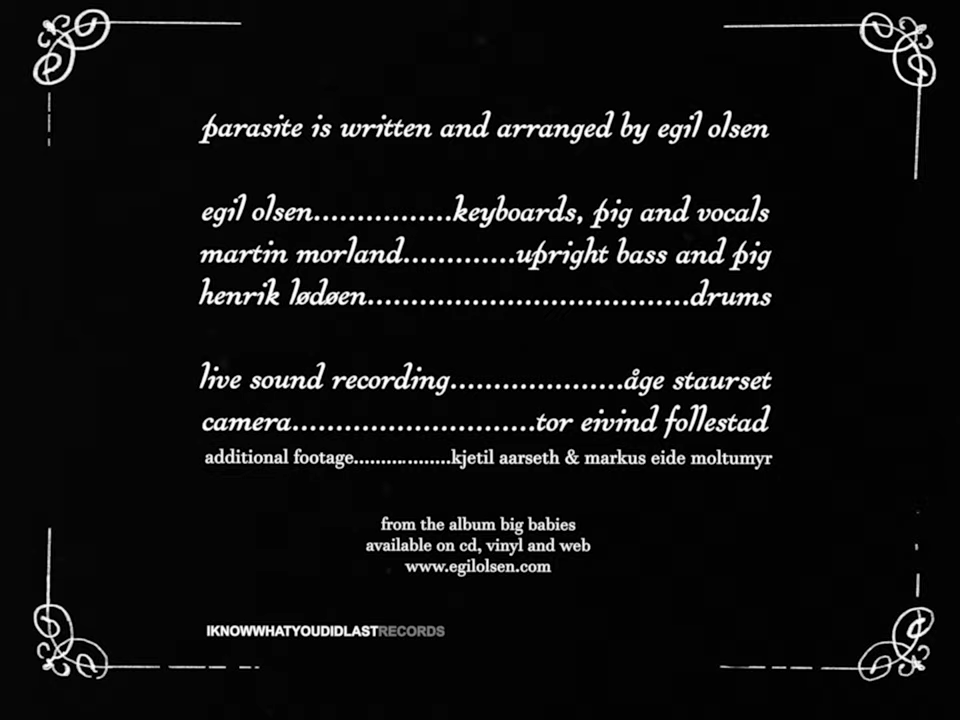 parasite is written and arranged by egil olsen
egil olsen................keyboards, pig and vocals
martin morland.............upright bass and pig
henrik lødøen.....................................drums
live sound recording....................åge staurset
camera............................tor eivind follestad
additional footage..................kjetil aarseth & markus eide moltumyr
from the album big babies
available on cd, vinyl and web
www.egilolsen.com
IKNOWWHATYOUDIDLASTRECORDS